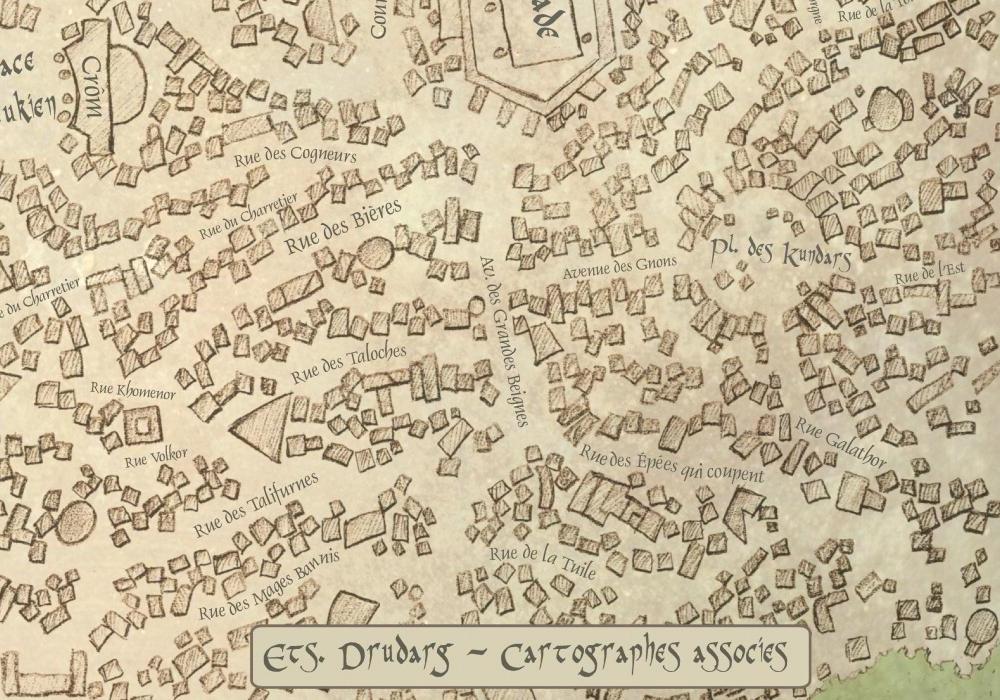 ade
Rue de la
ace
ukien
Crôm
Rue des Cogneurs
Rue du Charretier
Rue des Bières
Pl. des Kundars
Avenue des Gnons
Rue de l'Est
e du Charretier
Av. des Grandes Beignes
Rue des Taloches
Rue Khomenor
Rue Galathor
Rue Volkor
Rue des Épées qui coupent
Rue des Talifurnes
Rue de la Tuile
Rue des Mages Bannis
Ets. Drudarg - Cartographes associés